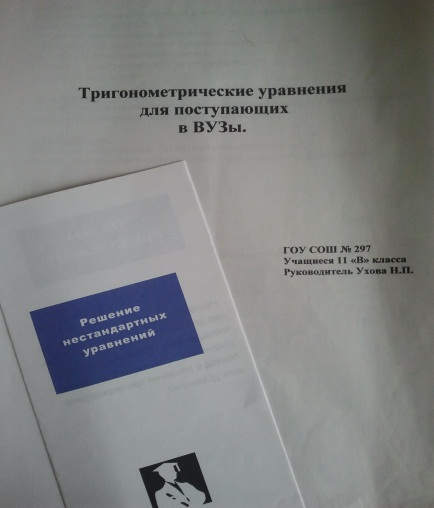 Тригонометрические уравнения
для поступающих
в ВУЗы.
ГОУ СОШ № 297
Учащиеся 11 «В» класса
Руководитель Ухова Н.П.
Решение
нестандартных
уравнений